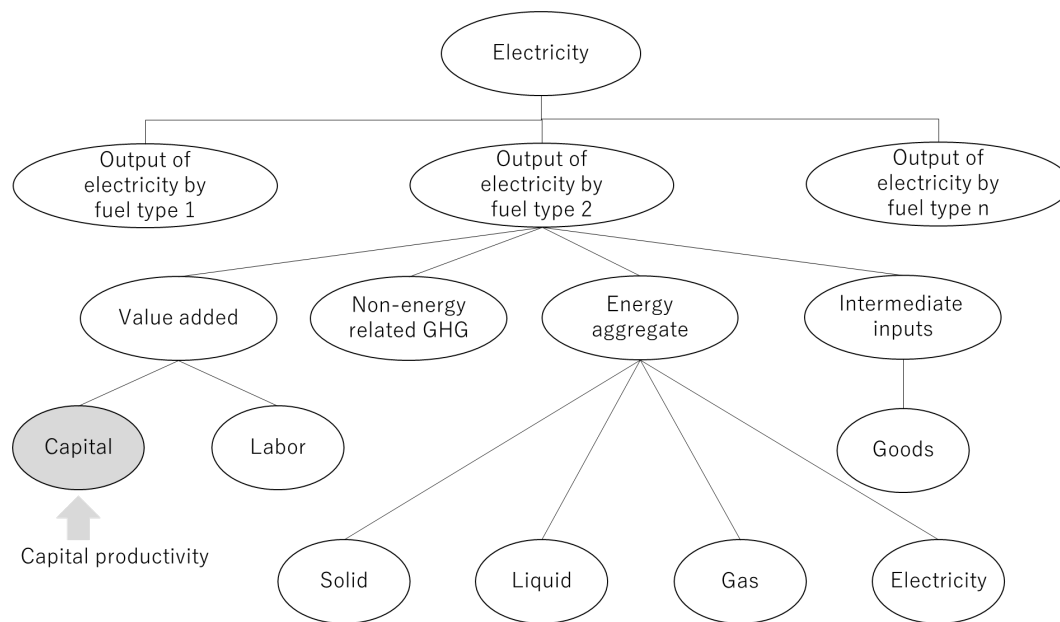 Electricity
Output of
electricity by
fuel type 1
Output of
electricity by
fuel type 2
Output of
electricity by
fuel type n
Value added
Non-energy
related GHG
Energy
aggregate
Intermediate
inputs
Capital
Labor
Goods
Capital productivity
Solid
Liquid
Gas
Electricity